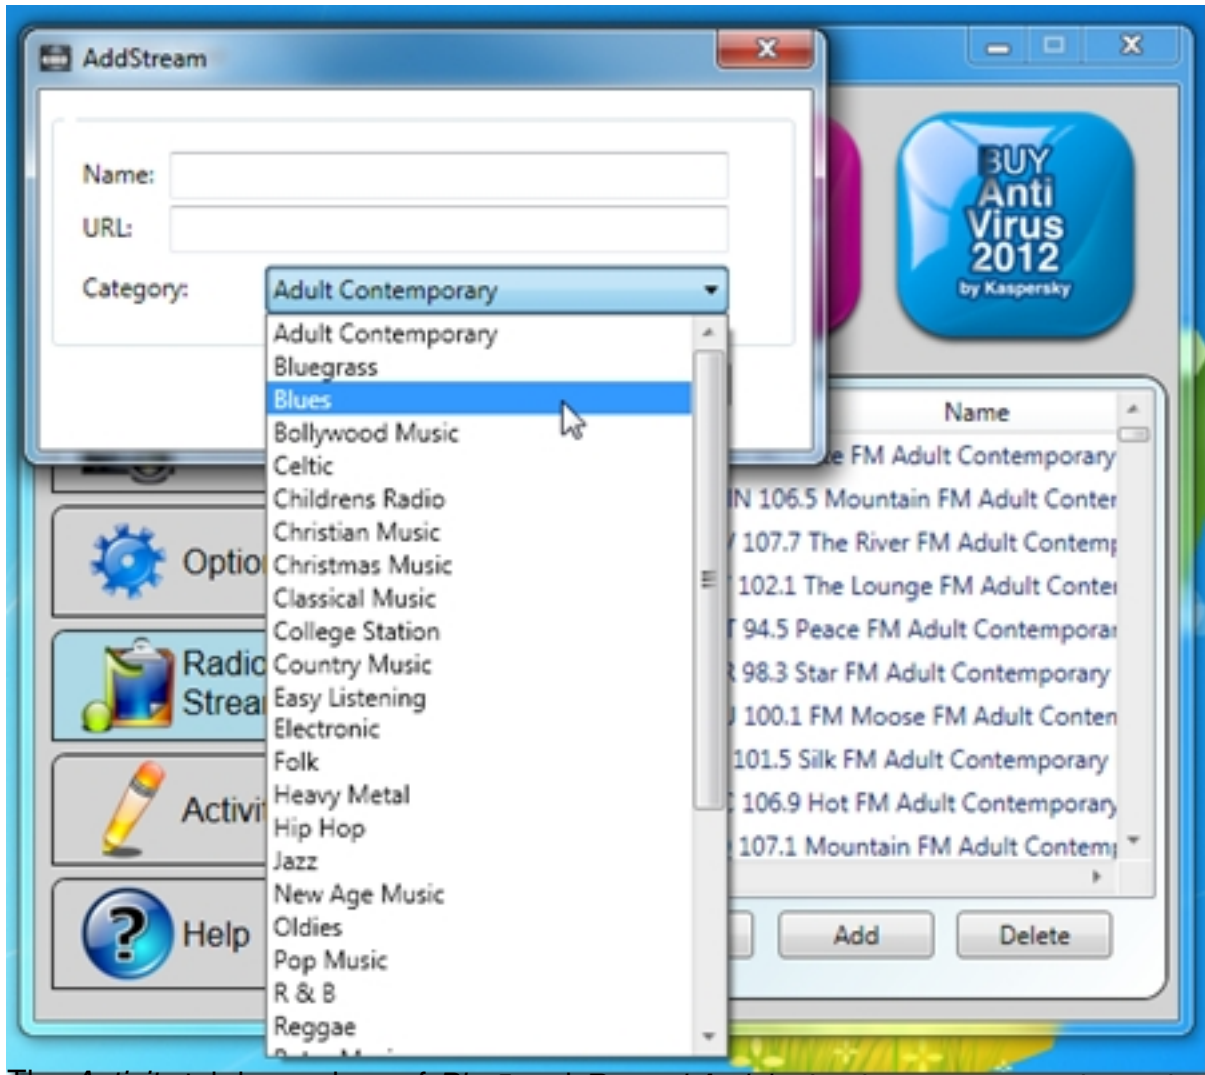 AddStream
Name:
URL:
Category:
Adult Contemporary
Adult Contemporary
Bluegrass
Blues
Bollywood Music
Celtic
Childrens Radio
Christian Music
Christmas Music
Classical Music
College Station
Country Music
Easy Listening
Electronic
Folk
Heavy Metal
Hip Hop
Jazz
New Age Music
Oldies
Pop Music
R & B
Reggae
BUY
Anti
Virus
2012
by Kaspersky
Optio
Radio
Strea
Activi
Help
Name
FM Adult Contemporary
106.5 Mountain FM Adult Conte
107.7 The River FM Adult Contem
102.1 The Lounge FM Adult Conte
94.5 Peace FM Adult Contempora
98.3 Star FM Adult Contemporary
100.1 FM Moose FM Adult Conten
101.5 Silk FM Adult Contemporary
106.9 Hot FM Adult Contemporary
107.1 Mountain FM Adult Contem
Add
Delete